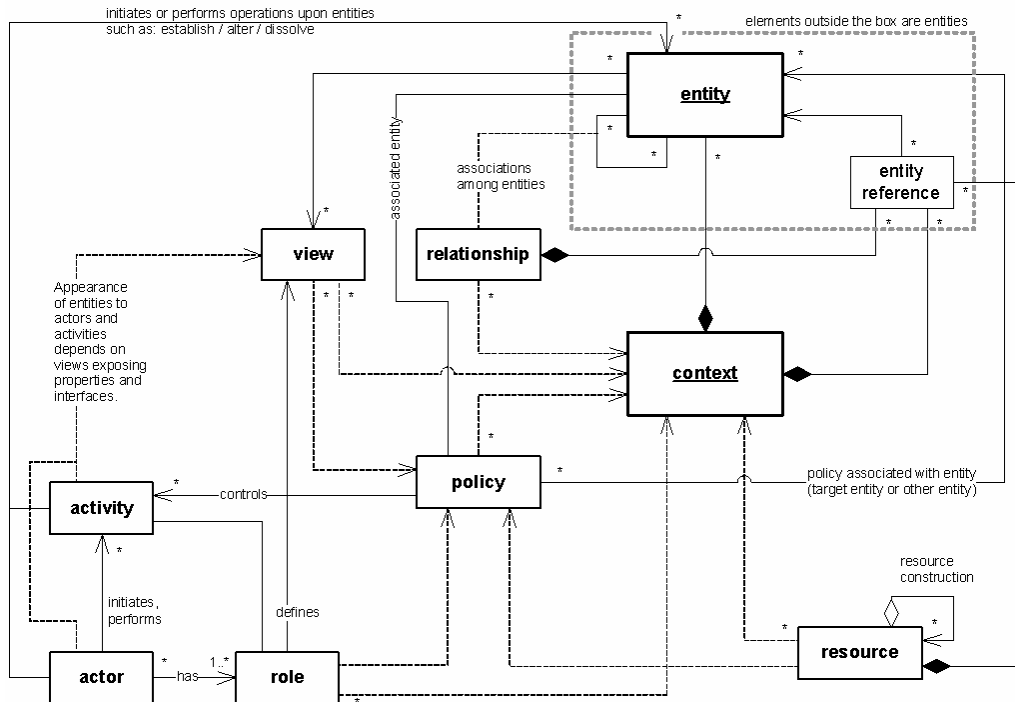 initiates or performs operations upon entities
such as: establish / alter / dissolve
*
elements outside the box are entities
*
*
entity
associated entity
*
*
*
*
associations
among entities
entity
reference
*
*
*
*
view
relationship
*
*
*
Appearance
of entities to
actors and
activities
depends on
views exposing
properties and
interfaces.
context
*
policy
*
policy associated with entity
(target entity or other entity)
*
controls
activity
*
resource
construction
initiates,
performs
defines
*
*
resource
*
1..*
actor
has
role
*